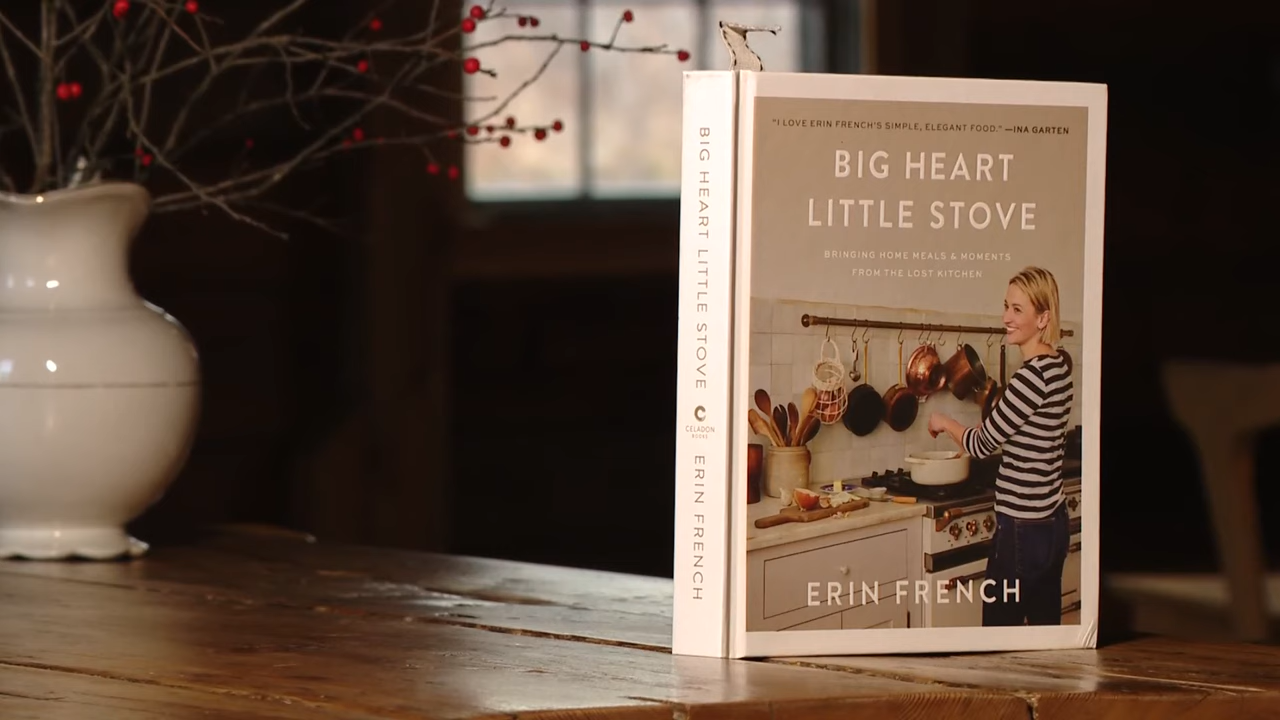 BIG HEART LITTLE STOVE
CELADON
BOOKS
ERIN FRENCH
"I LOVE ERIN FRENCH'S SIMPLE, ELEGANT FOOD." —INA GARTEN
BIG HEART
LITTLE STOVE
BRINGING HOME MEALS & MOMENTS
FROM THE LOST KITCHEN
ERIN FRENCH